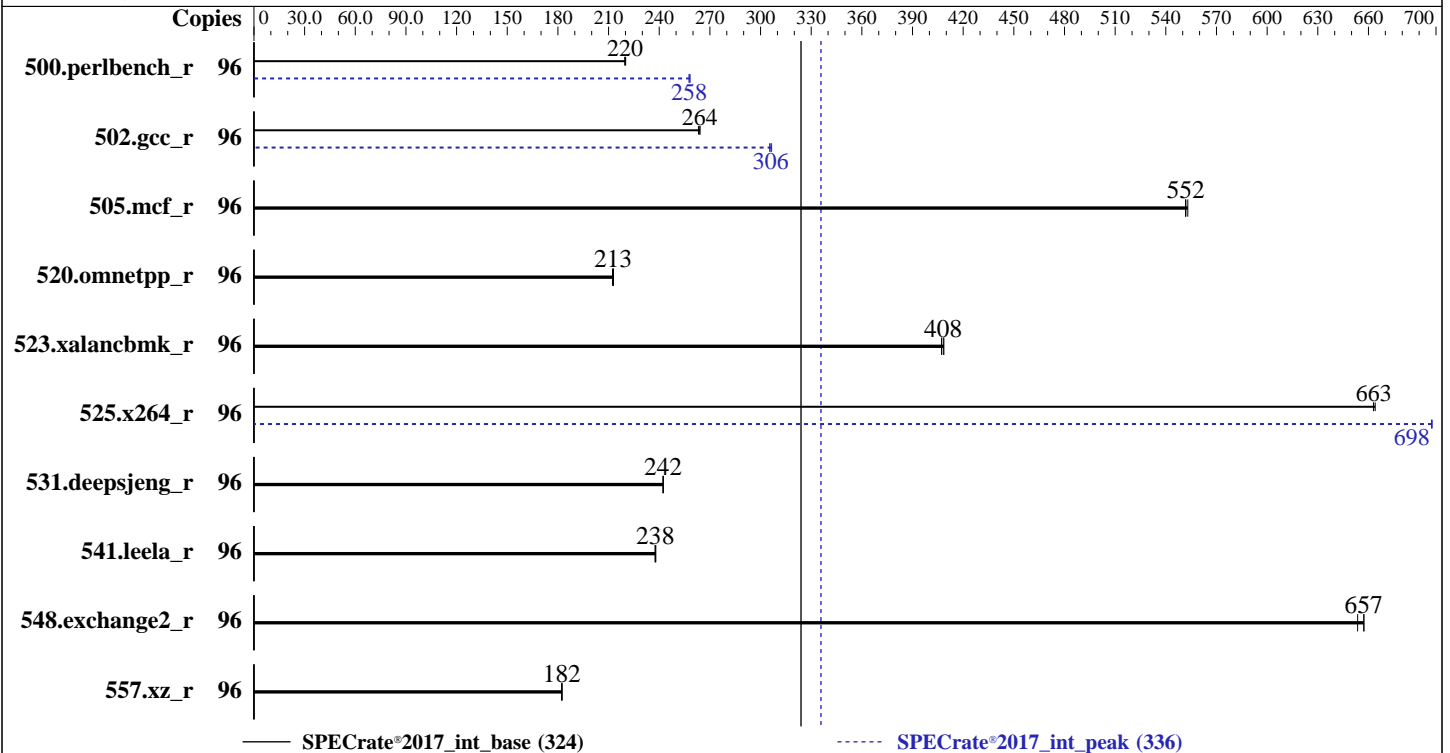 Copies 0 30.0 60.0 90.0 120 150 180 210 240 270 300 330 360 390 420 450 480 510 540 570 600 630 660 700
500.perlbench_r 96 220
258
502.gcc_r 96 264
306
505.mcf_r 96 552
520.omnetpp_r 96 213
523.xalancbmk_r 96 408
525.x264_r 96 663
698
531.deepsjeng_r 96 242
541.leela_r 96 238
548.exchange2_r 96 657
557.xz_r 96 182
SPECrate®2017_int_base (324) SPECrate®2017_int_peak (336)